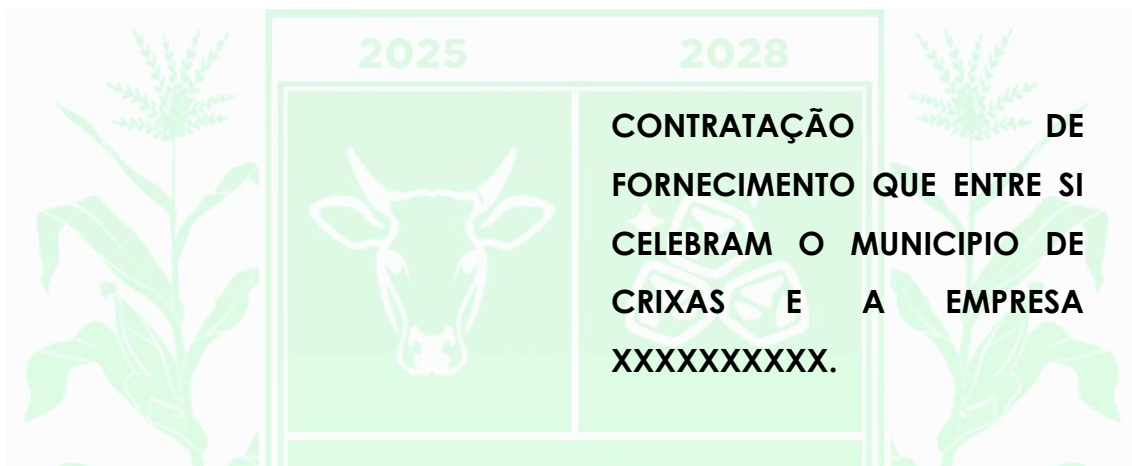 2025 2028
CONTRATAÇÃO DE
FORNECIMENTO QUE ENTRE SI
CELEBRAM O MUNICIPIO DE
CRIXAS E A EMPRESA
XXXXXXXXXX.